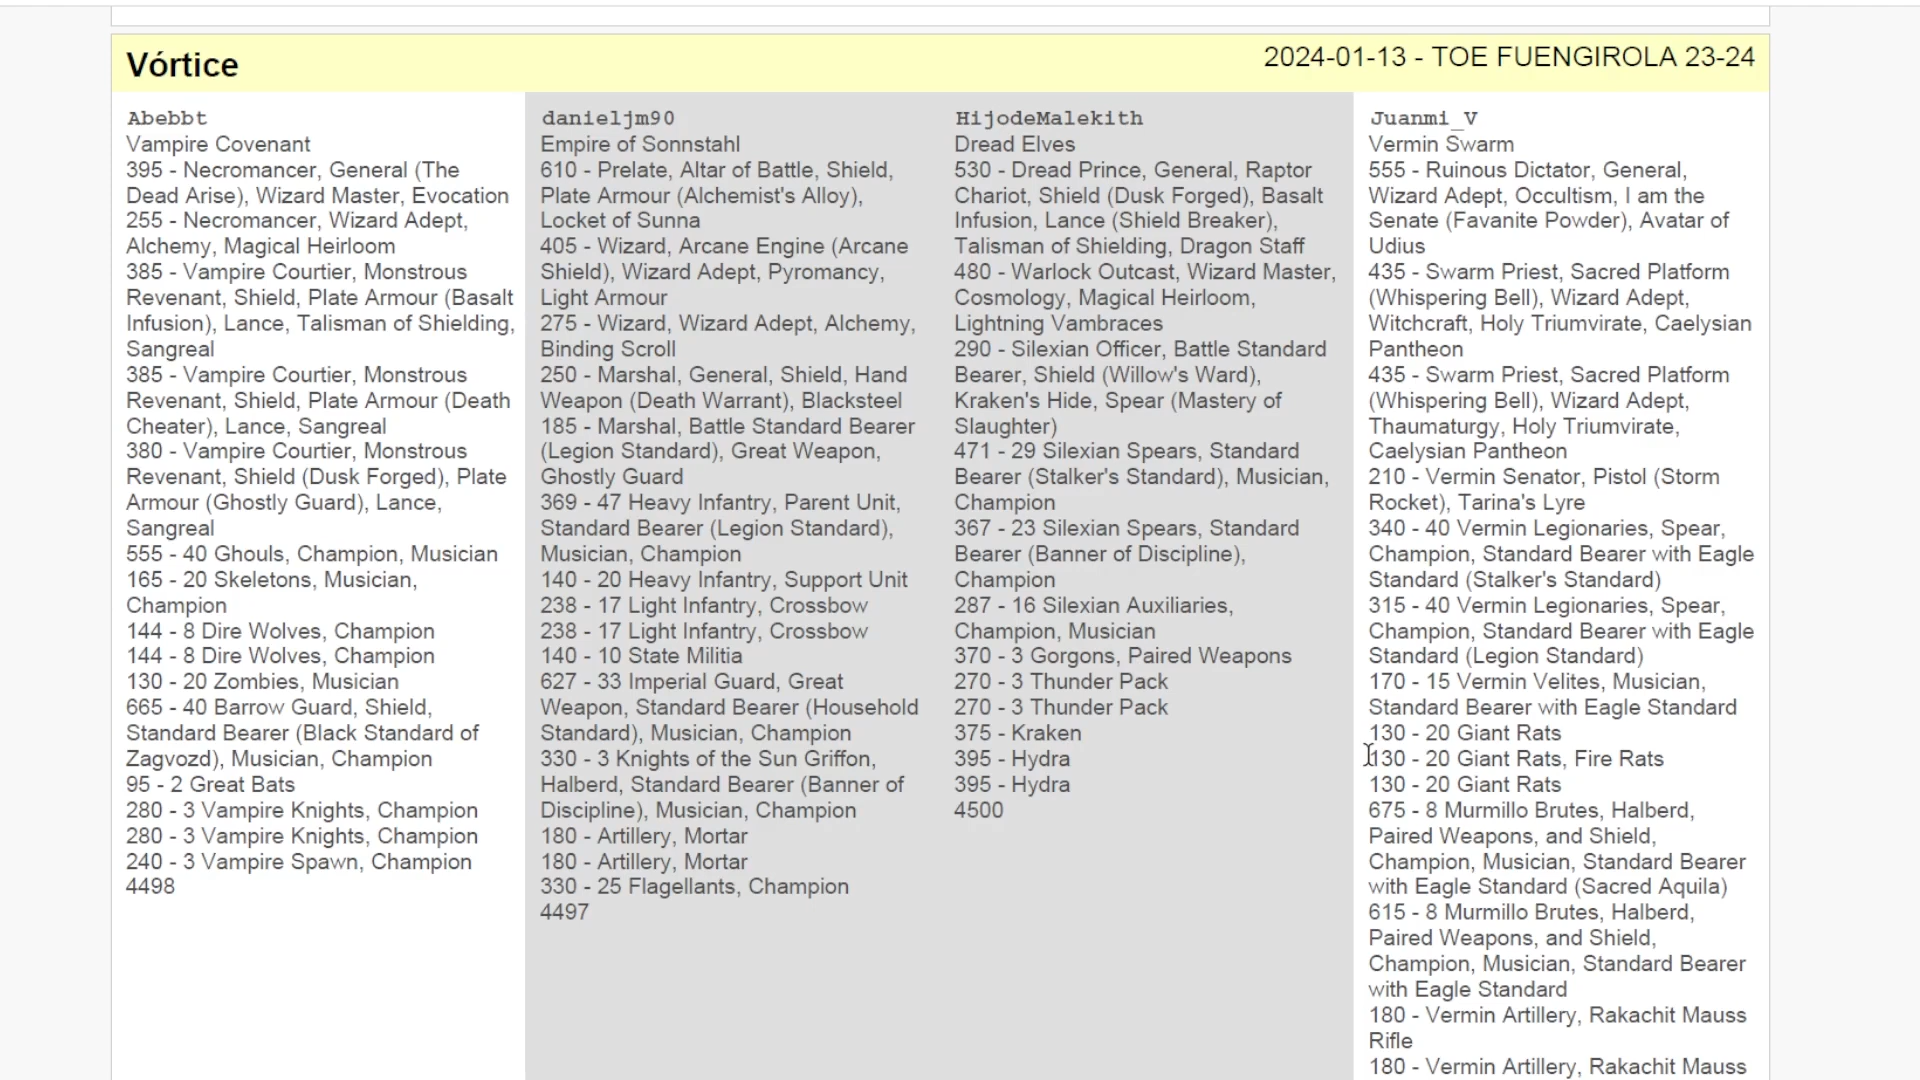 Vórtice
2024-01-13 - TOE FUENGIROLA 23-24
Abebbt
Vampire Covenant
395 - Necromancer, General (The
Dead Arise), Wizard Master, Evocation
255 - Necromancer, Wizard Adept,
Alchemy, Magical Heirloom
385 - Vampire Courtier, Monstrous
Revenant, Shield, Plate Armour (Basalt
Infusion), Lance, Talisman of Shielding,
Sangreal
385 - Vampire Courtier, Monstrous
Revenant, Shield, Plate Armour (Death
Cheater), Lance, Sangreal
380 - Vampire Courtier, Monstrous
Revenant, Shield (Dusk Forged), Plate
Armour (Ghostly Guard), Lance,
Sangreal
555 - 40 Ghouls, Champion, Musician
165 - 20 Skeletons, Musician,
Champion
144 - 8 Dire Wolves, Champion
144 - 8 Dire Wolves, Champion
130 - 20 Zombies, Musician
665 - 40 Barrow Guard, Shield,
Standard Bearer (Black Standard of
Zagvozd), Musician, Champion
95 - 2 Great Bats
280 - 3 Vampire Knights, Champion
280 - 3 Vampire Knights, Champion
240 - 3 Vampire Spawn, Champion
4498
danieljm90
Empire of Sonnstahl
610 - Prelate, Altar of Battle, Shield,
Plate Armour (Alchemist's Alloy),
Locket of Sunna
405 - Wizard, Arcane Engine (Arcane
Shield), Wizard Adept, Pyromancy,
Light Armour
275 - Wizard, Wizard Adept, Alchemy,
Binding Scroll
250 - Marshal, General, Shield, Hand
Weapon (Death Warrant), Blacksteel
185 - Marshal, Battle Standard Bearer
(Legion Standard), Great Weapon,
Ghostly Guard
369 - 47 Heavy Infantry, Parent Unit,
Standard Bearer (Legion Standard),
Musician, Champion
140 - 20 Heavy Infantry, Support Unit
238 - 17 Light Infantry, Crossbow
238 - 17 Light Infantry, Crossbow
140 - 10 State Militia
627 - 33 Imperial Guard, Great
Weapon, Standard Bearer (Household
Standard), Musician, Champion
330 - 3 Knights of the Sun Griffon,
Halberd, Standard Bearer (Banner of
Discipline), Musician, Champion
180 - Artillery, Mortar
180 - Artillery, Mortar
330 - 25 Flagellants, Champion
4497
HijodeMalekith
Dread Elves
530 - Dread Prince, General, Raptor
Chariot, Shield (Dusk Forged), Basalt
Infusion, Lance (Shield Breaker),
Talisman of Shielding, Dragon Staff
480 - Warlock Outcast, Wizard Master,
Cosmology, Magical Heirloom,
Lightning Vambraces
290 - Silexian Officer, Battle Standard
Bearer, Shield (Willow's Ward),
Kraken's Hide, Spear (Mastery of
Slaughter)
471 - 29 Silexian Spears, Standard
Bearer (Stalker's Standard), Musician,
Champion
367 - 23 Silexian Spears, Standard
Bearer (Banner of Discipline),
Champion
287 - 16 Silexian Auxiliaries,
Champion, Musician
370 - 3 Gorgons, Paired Weapons
270 - 3 Thunder Pack
270 - 3 Thunder Pack
375 - Kraken
395 - Hydra
395 - Hydra
4500
Juanmi_V
Vermin Swarm
555 - Ruinous Dictator, General,
Wizard Adept, Occultism, I am the
Senate (Favanite Powder), Avatar of
Udius
435 - Swarm Priest, Sacred Platform
(Whispering Bell), Wizard Adept,
Witchcraft, Holy Triumvirate, Caelysian
Pantheon
435 - Swarm Priest, Sacred Platform
(Whispering Bell), Wizard Adept,
Thaumaturgy, Holy Triumvirate,
Caelysian Pantheon
210 - Vermin Senator, Pistol (Storm
Rocket), Tarina's Lyre
340 - 40 Vermin Legionaries, Spear,
Champion, Standard Bearer with Eagle
Standard (Stalker's Standard)
315 - 40 Vermin Legionaries, Spear,
Champion, Standard Bearer with Eagle
Standard (Legion Standard)
170 - 15 Vermin Velites, Musician,
Standard Bearer with Eagle Standard
130 - 20 Giant Rats
130 - 20 Giant Rats, Fire Rats
130 - 20 Giant Rats
675 - 8 Murmillo Brutes, Halberd,
Paired Weapons, and Shield,
Champion, Musician, Standard Bearer
with Eagle Standard (Sacred Aquila)
615 - 8 Murmillo Brutes, Halberd,
Paired Weapons, and Shield,
Champion, Musician, Standard Bearer
with Eagle Standard
180 - Vermin Artillery, Rakachit Mauss
Rifle
180 - Vermin Artillery, Rakachit Mauss